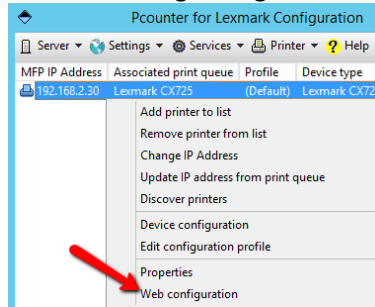 Pcounter for Lexmark Configuration
Server Settings Services Printer Help
MFP IP Address Associated print queue Profile Device type
192.168.2.30 Lexmark CX725 (Default) Lexmark CX72
Add printer to list
Remove printer from list
Change IP Address
Update IP address from print queue
Discover printers
Device configuration
Edit configuration profile
Properties
Web configuration